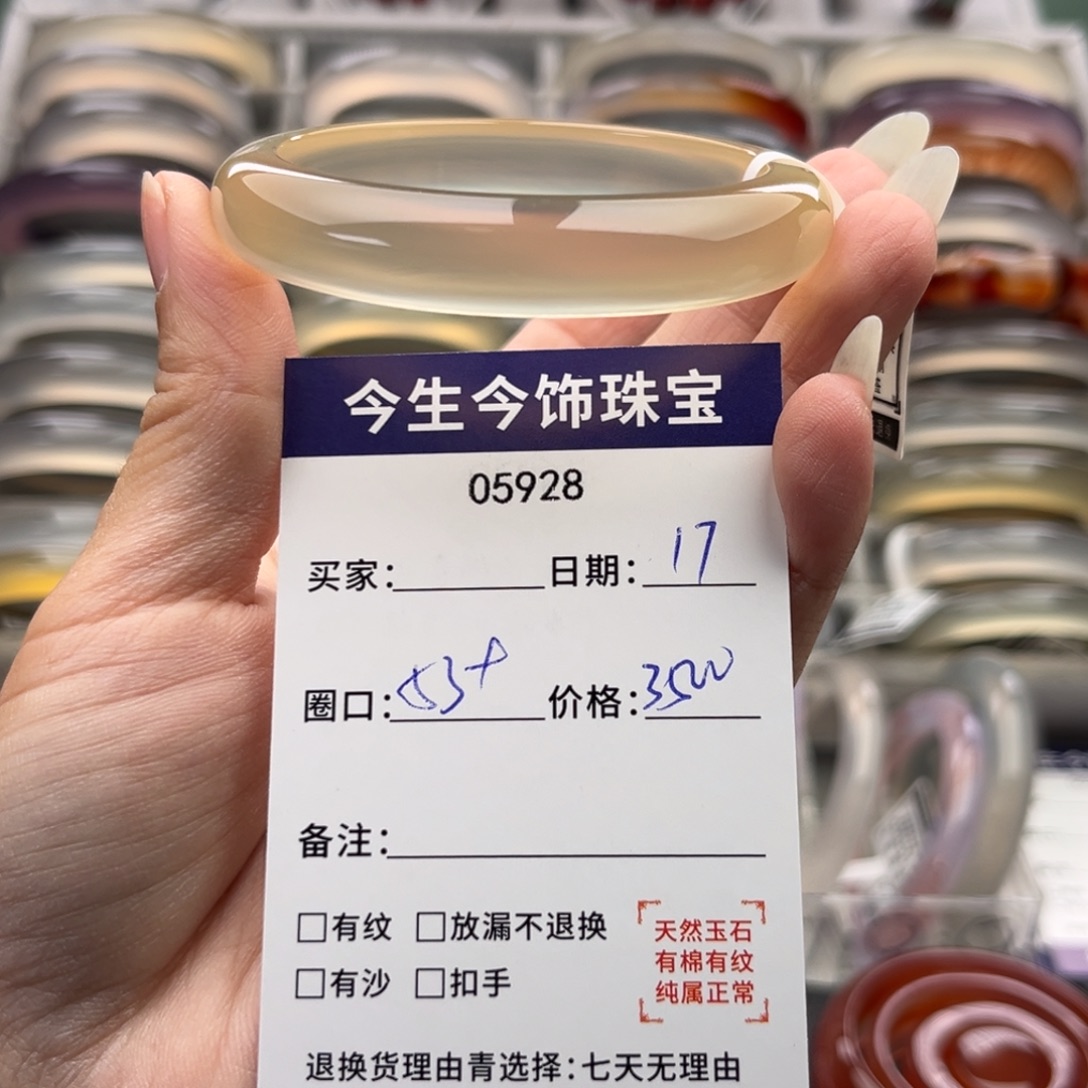 今生今饰珠宝
05928
买家: 日期: 17
圈口: 53+ 价格: 3500
备注:
□有纹 □放漏不退换
□有沙 □扣手
天然玉石
有棉有纹
纯属正常
退换货理由青选择:七天无理由